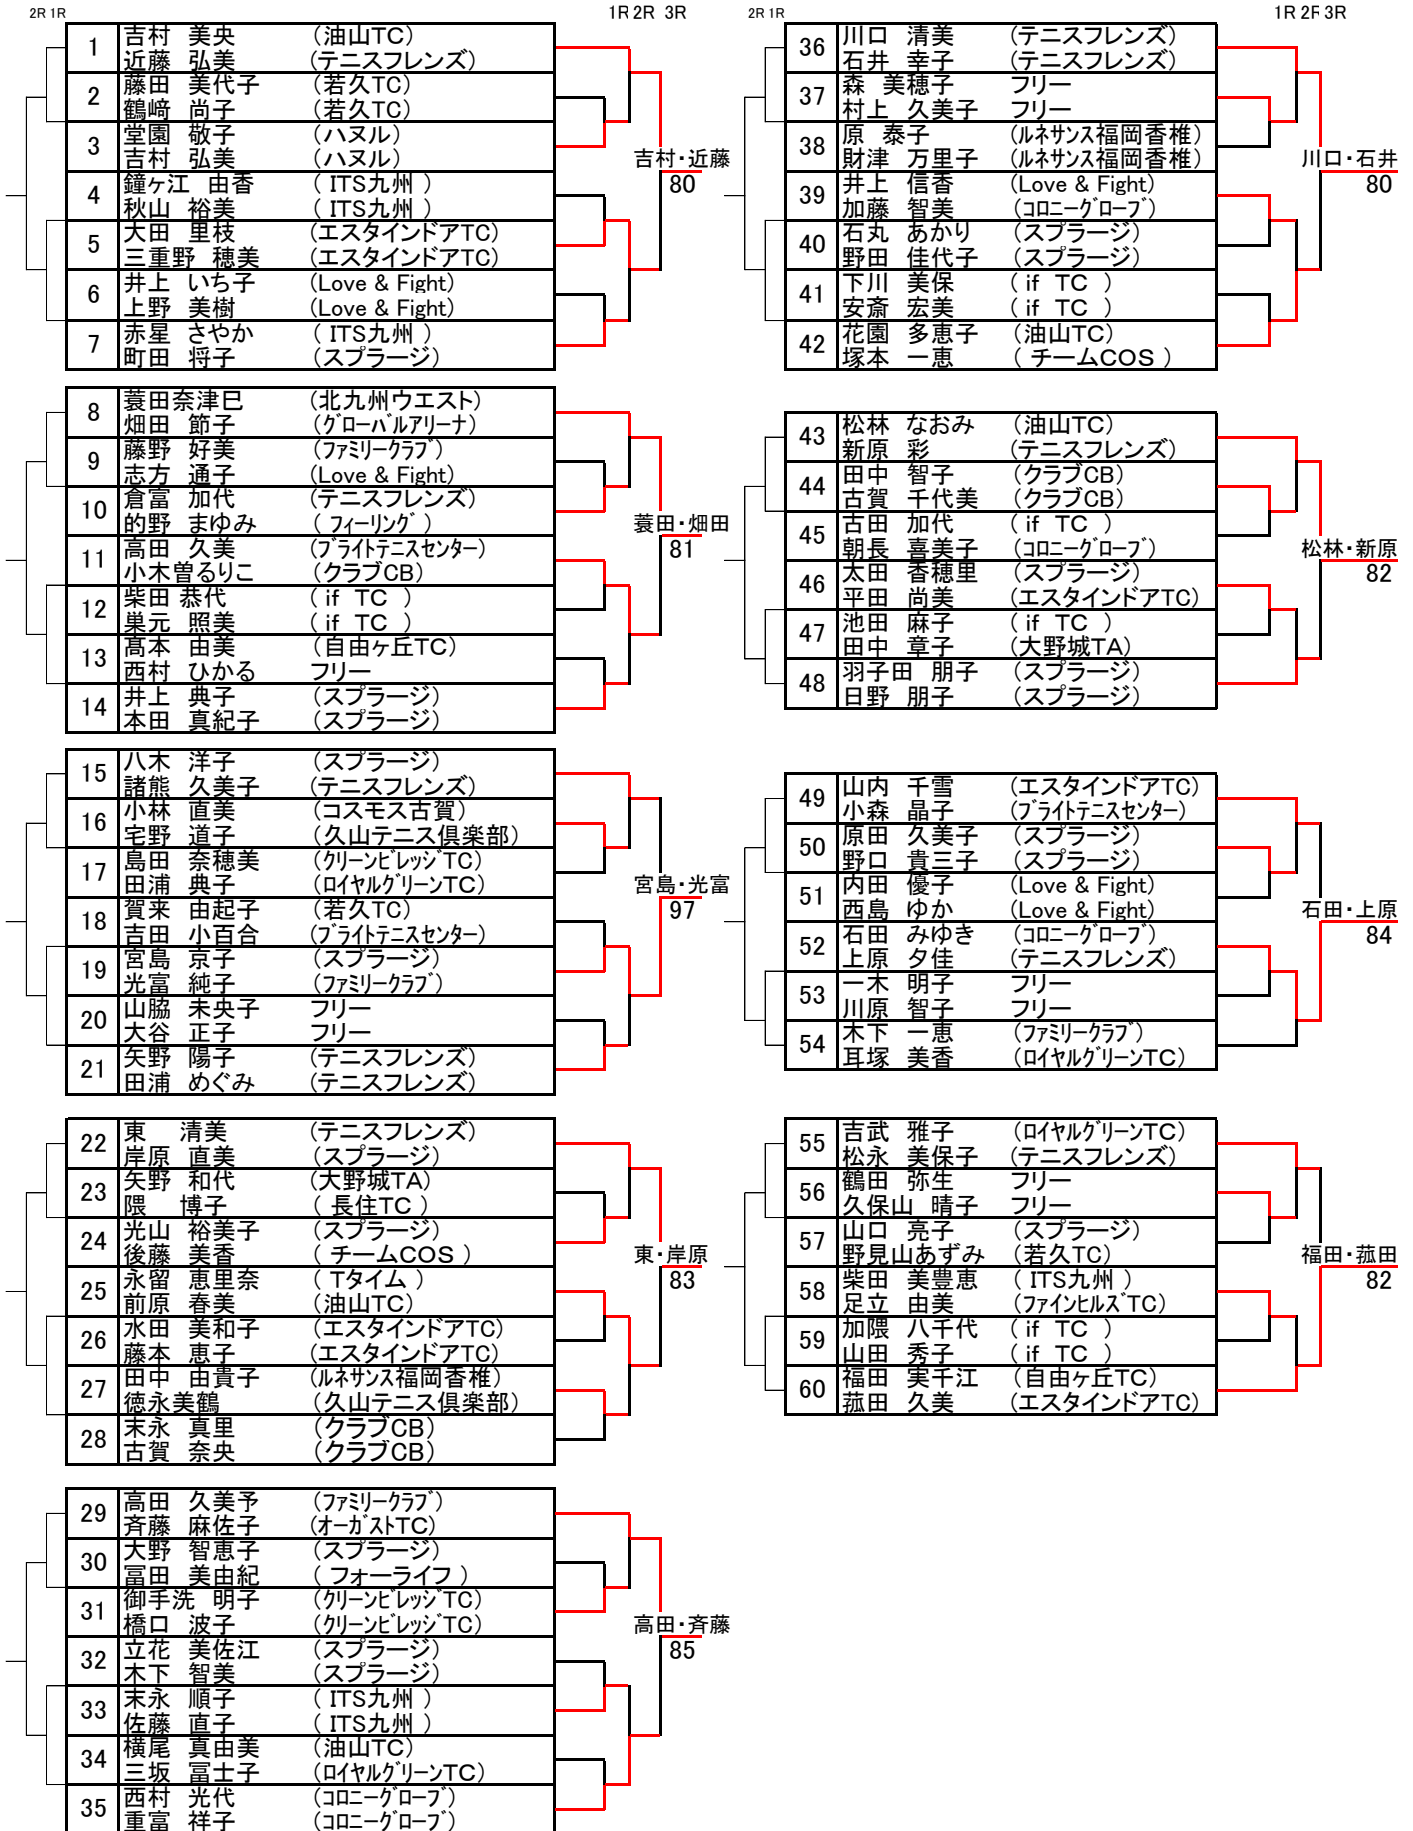 2R 1R
1R 2R 3R
1 吉村 美央 (油山TC)
近藤 弘美 (テニスフレンズ)
2 藤田 美代子 (若久TC)
鶴﨑 尚子 (若久TC)
3 堂園 敬子 (ハヌル)
吉村 弘美 (ハヌル)
吉村・近藤
80
4 鐘ヶ江 由香 ( ITS九州 )
秋山 裕美 ( ITS九州 )
5 大田 里枝 (エスタインドアTC)
三重野 穂美 (エスタインドアTC)
6 井上 いち子 (Love & Fight)
上野 美樹 (Love & Fight)
7 赤星 さやか ( ITS九州 )
町田 将子 (スプラージ)
8 蓑田奈津巳 (北九州ウエスト)
畑田 節子 (グローバルアリーナ)
9 藤野 好美 (ファミリークラブ)
志方 通子 (Love & Fight)
10 倉富 加代 (テニスフレンズ)
的野 まゆみ ( フィーリング )
蓑田・畑田
81
11 高田 久美 (ブライトテニスセンター)
小木曽るりこ (クラブCB)
12 柴田 恭代 ( if TC )
巣元 照美 ( if TC )
13 髙本 由美 (自由ヶ丘TC)
西村 ひかる フリー
14 井上 典子 (スプラージ)
本田 真紀子 (スプラージ)
15 八木 洋子 (スプラージ)
諸熊 久美子 (テニスフレンズ)
16 小林 直美 (コスモス古賀)
宅野 道子 (久山テニス倶楽部)
17 島田 奈穂美 (グリーンビレッジTC)
田浦 典子 (ロイヤルグリーンTC)
宮島・光富
97
18 賀来 由起子 (若久TC)
吉田 小百合 (ブライトテニスセンター)
19 宮島 京子 (スプラージ)
光富 純子 (ファミリークラブ)
20 山脇 未央子 フリー
大谷 正子 フリー
21 矢野 陽子 (テニスフレンズ)
田浦 めぐみ (テニスフレンズ)
22 東 清美 (テニスフレンズ)
岸原 直美 (スプラージ)
23 矢野 和代 (大野城TA)
隈 博子 ( 長住TC )
24 光山 裕美子 (スプラージ)
後藤 美香 ( チームCOS )
東・岸原
83
25 永留 恵里奈 ( Tタイム )
前原 春美 (油山TC)
26 水田 美和子 (エスタインドアTC)
藤本 恵子 (エスタインドアTC)
27 田中 由貴子 (ルネサンス福岡香椎)
徳永美鶴 (久山テニス倶楽部)
28 末永 真里 (クラブCB)
古賀 奈央 (クラブCB)
29 高田 久美予 (ファミリークラブ)
斉藤 麻佐子 (オーガストTC)
30 大野 智恵子 (スプラージ)
冨田 美由紀 ( フォーライフ )
31 御手洗 明子 (グリーンビレッジTC)
橋口 波子 (グリーンビレッジTC)
高田・斉藤
85
32 立花 美佐江 (スプラージ)
木下 智美 (スプラージ)
33 末永 順子 ( ITS九州 )
佐藤 直子 ( ITS九州 )
34 横尾 真由美 (油山TC)
三坂 冨士子 (ロイヤルグリーンTC)
35 西村 光代 (コロニーグローブ)
重富 祥子 (コロニーグローブ)
2R 1R
1R 2R 3R
36 川口 清美 (テニスフレンズ)
石井 幸子 (テニスフレンズ)
37 森 美穂子 フリー
村上 久美子 フリー
38 原 泰子 (ルネサンス福岡香椎)
財津 万里子 (ルネサンス福岡香椎)
川口・石井
80
39 井上 信香 (Love & Fight)
加藤 智美 (コロニーグローブ)
40 石丸 あかり (スプラージ)
野田 佳代子 (スプラージ)
41 下川 美保 ( if TC )
安斎 宏美 ( if TC )
42 花園 多恵子 (油山TC)
塚本 一恵 ( チームCOS )
43 松林 なおみ (油山TC)
新原 彩 (テニスフレンズ)
44 田中 智子 (クラブCB)
古賀 千代美 (クラブCB)
45 古田 加代 ( if TC )
朝長 喜美子 (コロニーグローブ)
松林・新原
82
46 太田 香穂里 (スプラージ)
平田 尚美 (エスタインドアTC)
47 池田 麻子 ( if TC )
田中 章子 (大野城TA)
48 羽子田 朋子 (スプラージ)
日野 朋子 (スプラージ)
49 山内 千雪 (エスタインドアTC)
小森 晶子 (ブライトテニスセンター)
50 原田 久美子 (スプラージ)
野口 貴三子 (スプラージ)
51 内田 優子 (Love & Fight)
西島 ゆか (Love & Fight)
石田・上原
84
52 石田 みゆき (コロニーグローブ)
上原 夕佳 (テニスフレンズ)
53 一木 明子 フリー
川原 智子 フリー
54 木下 一恵 (ファミリークラブ)
耳塚 美香 (ロイヤルグリーンTC)
55 吉武 雅子 (ロイヤルグリーンTC)
松永 美保子 (テニスフレンズ)
56 鶴田 弥生 フリー
久保山 晴子 フリー
57 山口 亮子 (スプラージ)
野見山あずみ (若久TC)
福田・菰田
82
58 柴田 美豊恵 ( ITS九州 )
足立 由美 (ファインヒルズTC)
59 加隈 八千代 ( if TC )
山田 秀子 ( if TC )
60 福田 実千江 (自由ヶ丘TC)
菰田 久美 (エスタインドアTC)